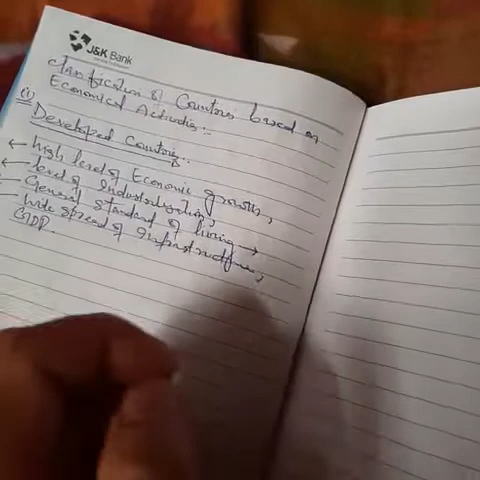 J&K Bank
Classification of Countries based on
Economical Activities:-
(1)
Developed Countries:-
← high level of Economic growth,
← level of Industrialization,
General Standard of living →
Wide spread of Infrastructure,
GDP.